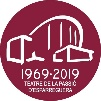 1969·2019
TEATRE DE LA PASSIÓ
D'ESPARREGUERA